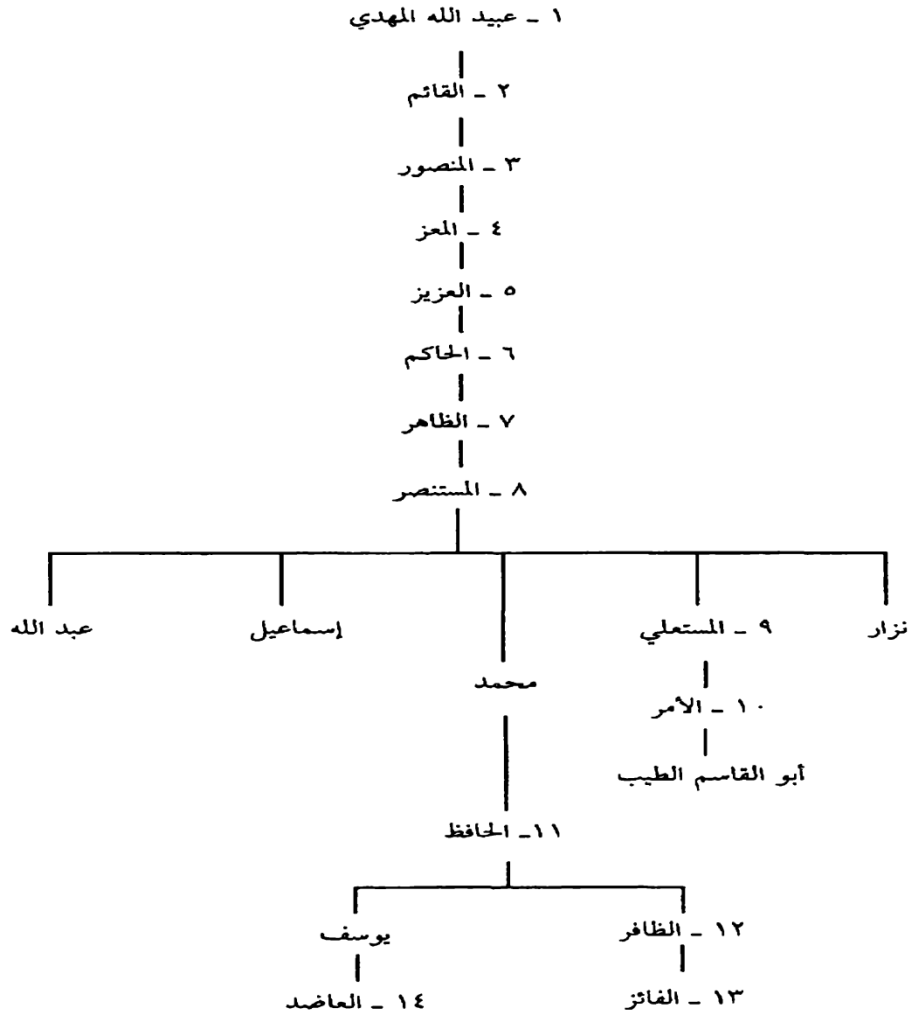 ١ ـ عبيد الله المهدي
٢ ـ القائم
٣ ـ المنصور
٤ ـ المعز
٥ ـ العزيز
٦ ـ الحاكم
٧ ـ الظاهر
٨ ـ المستنصر
نزار
٩ ـ المستعلي
إسماعيل
عبد الله
محمد
١٠ ـ الأمر
أبو القاسم الطيب
١١ـ الحافظ
١٢ ـ الظافر
يوسف
١٣ ـ الفائز
١٤ ـ العاضد